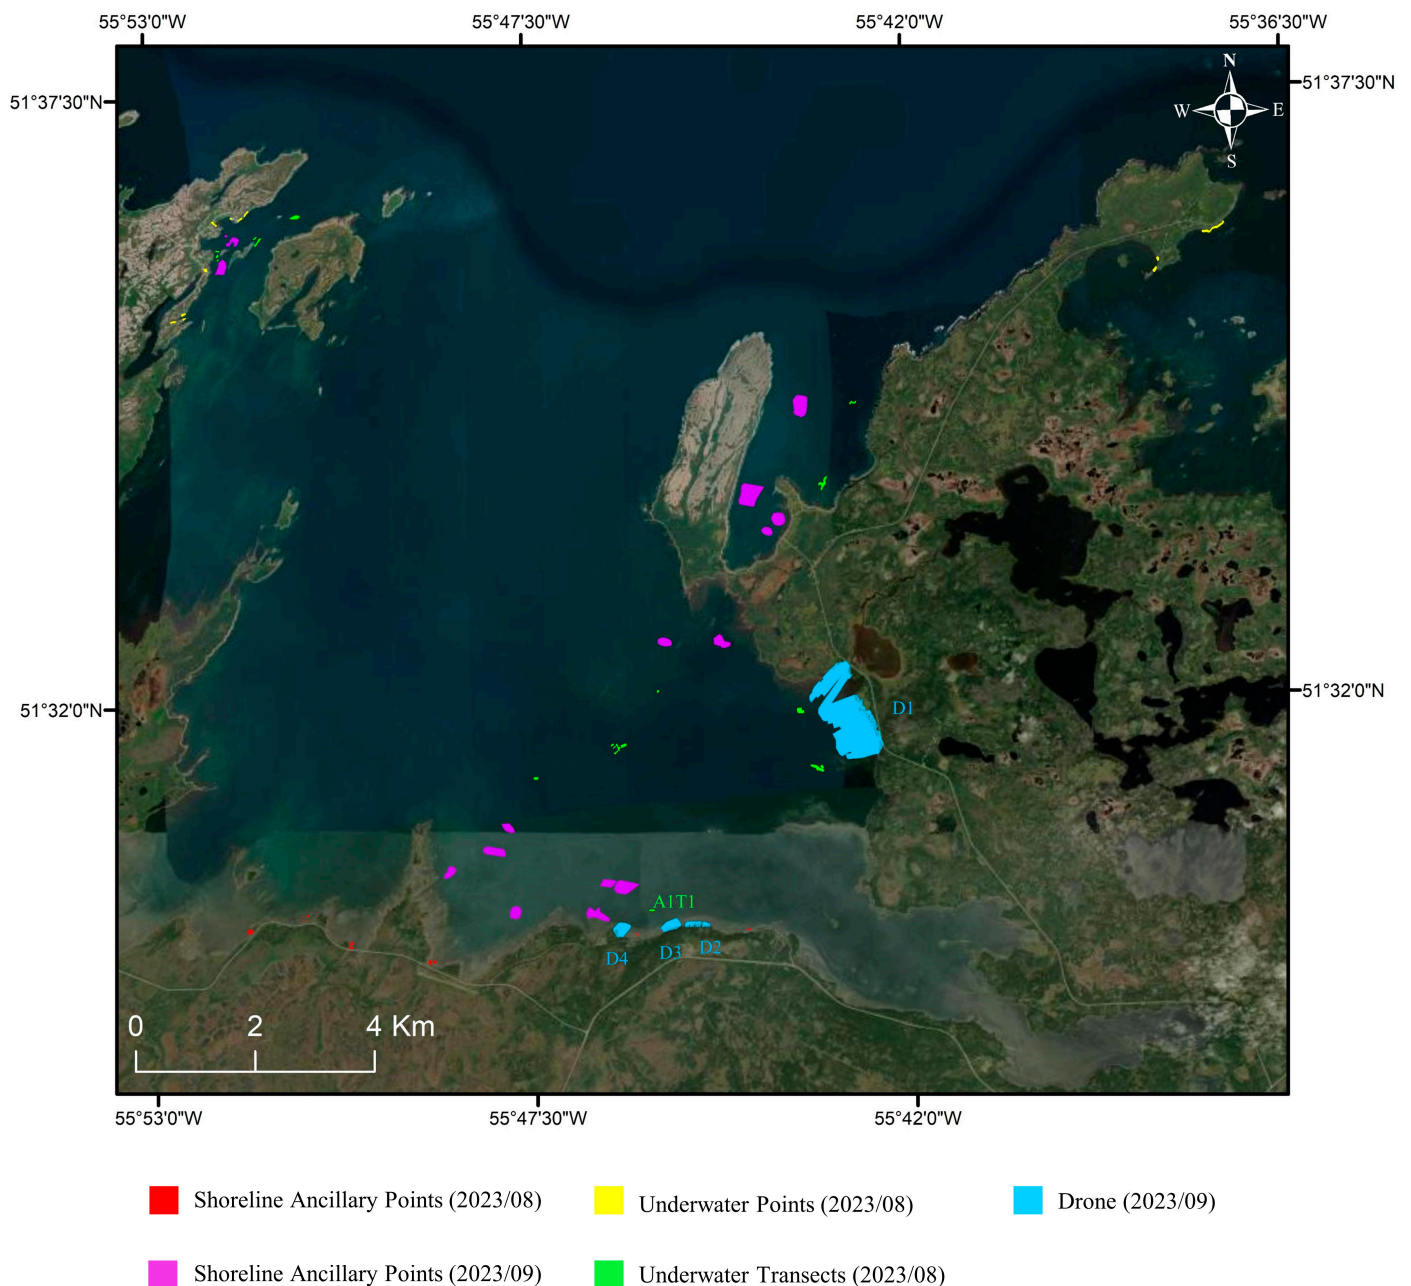 55°53'0"W 55°47'30"W 55°42'0"W 55°36'30"W
N
51°37'30"N 51°37'30"N
W E
S
51°32'0"N 51°32'0"N
D1
A1T1
D4 D3 D2
0 2 4 Km
55°53'0"W 55°47'30"W 55°42'0"W
Shoreline Ancillary Points (2023/08) Underwater Points (2023/08) Drone (2023/09)
Shoreline Ancillary Points (2023/09) Underwater Transects (2023/08)